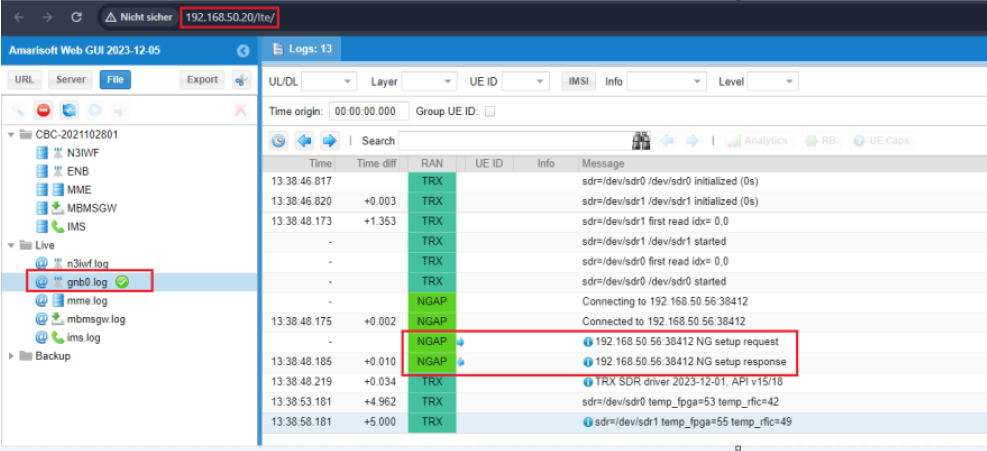 Nicht sicher 192.168.50.20/lte/
Amarisoft Web GUI 2023-12-05
Logs: 13
URL Server File Export
UL/DL Layer UE ID IMSI Info Level
Time origin: 00:00:00.000 Group UE ID:
Search Analytics RB UE Caps
CBC-2021102801
N3IWF
ENB
MME
MBMSGW
IMS
Live
n3iwf.log
gnb0.log
mme.log
mbmsgw.log
ims.log
Backup
Time Time diff RAN UE ID Info Message
13:38:46.817 TRX sdr=/dev/sdr0 /dev/sdr0 initialized (0s)
13:38:46.820 +0.003 TRX sdr=/dev/sdr1 /dev/sdr1 initialized (0s)
13:38:48.173 +1.353 TRX sdr=/dev/sdr1 first read idx= 0,0
- TRX sdr=/dev/sdr1 /dev/sdr1 started
- TRX sdr=/dev/sdr0 first read idx= 0,0
- TRX sdr=/dev/sdr0 /dev/sdr0 started
- NGAP Connecting to 192.168.50.56:38412
13:38:48.175 +0.002 NGAP Connected to 192.168.50.56:38412
- NGAP 192.168.50.56:38412 NG setup request
13:38:48.185 +0.010 NGAP 192.168.50.56:38412 NG setup response
13:38:48.219 +0.034 TRX TRX SDR driver 2023-12-01, API v15/18
13:38:53.181 +4.962 TRX sdr=/dev/sdr0 temp_fpga=53 temp_rfic=42
13:38:58.181 +5.000 TRX sdr=/dev/sdr1 temp_fpga=55 temp_rfic=49